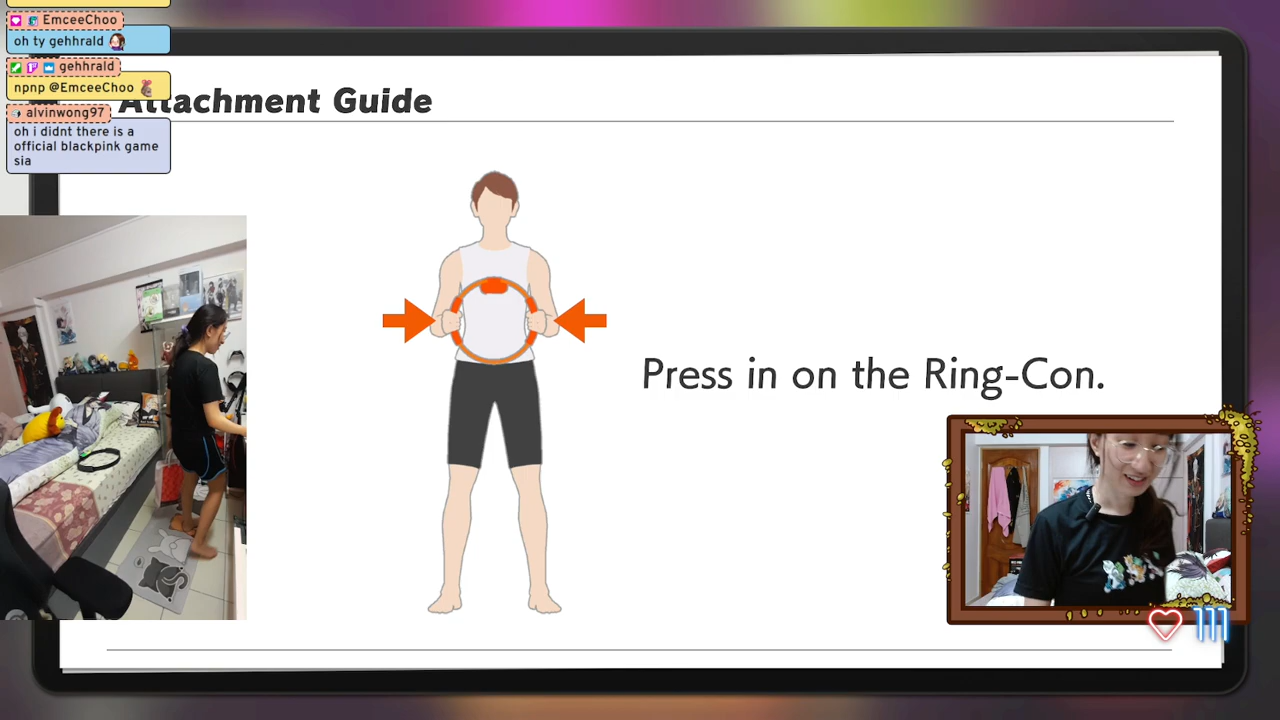 EmceeChoo
oh ty gehhrald
gehhrald
npnp @EmceeChoo
alvinwong97
oh i didnt there is a
official blackpink game
sia
Attachment Guide
Press in on the Ring-Con.
111